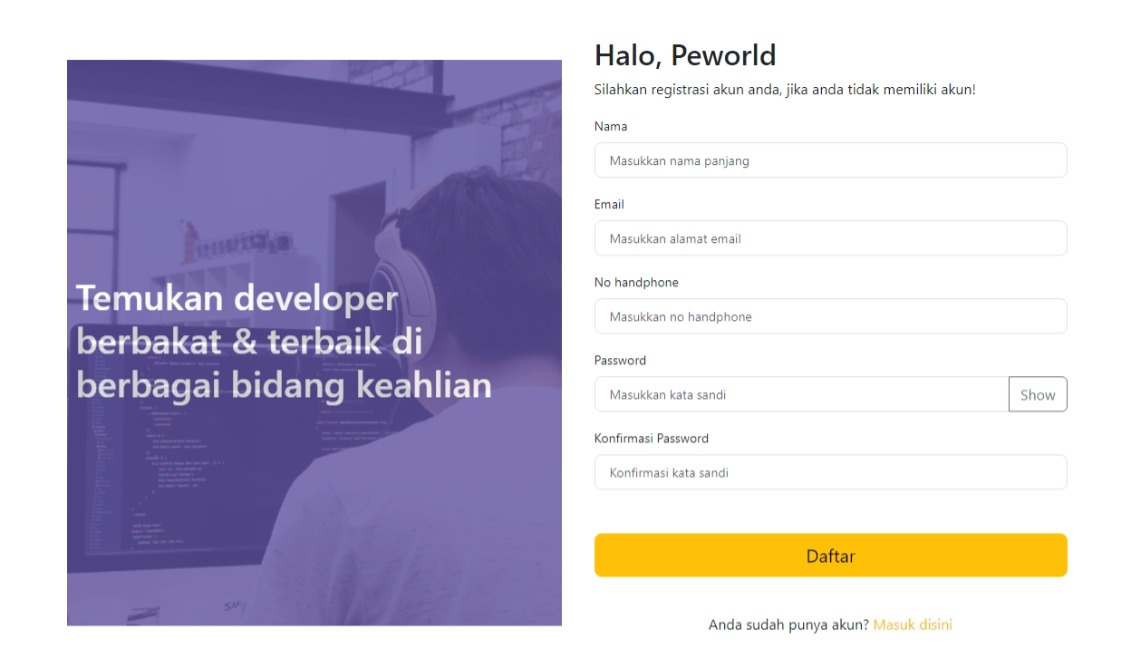 Temukan developer
berbakat & terbaik di
berbagai bidang keahlian
Halo, Peworld
Silahkan registrasi akun anda, jika anda tidak memiliki akun!
Nama
Masukkan nama panjang
Email
Masukkan alamat email
No handphone
Masukkan no handphone
Password
Masukkan kata sandi
Show
Konfirmasi Password
Konfirmasi kata sandi
Daftar
Anda sudah punya akun? Masuk disini